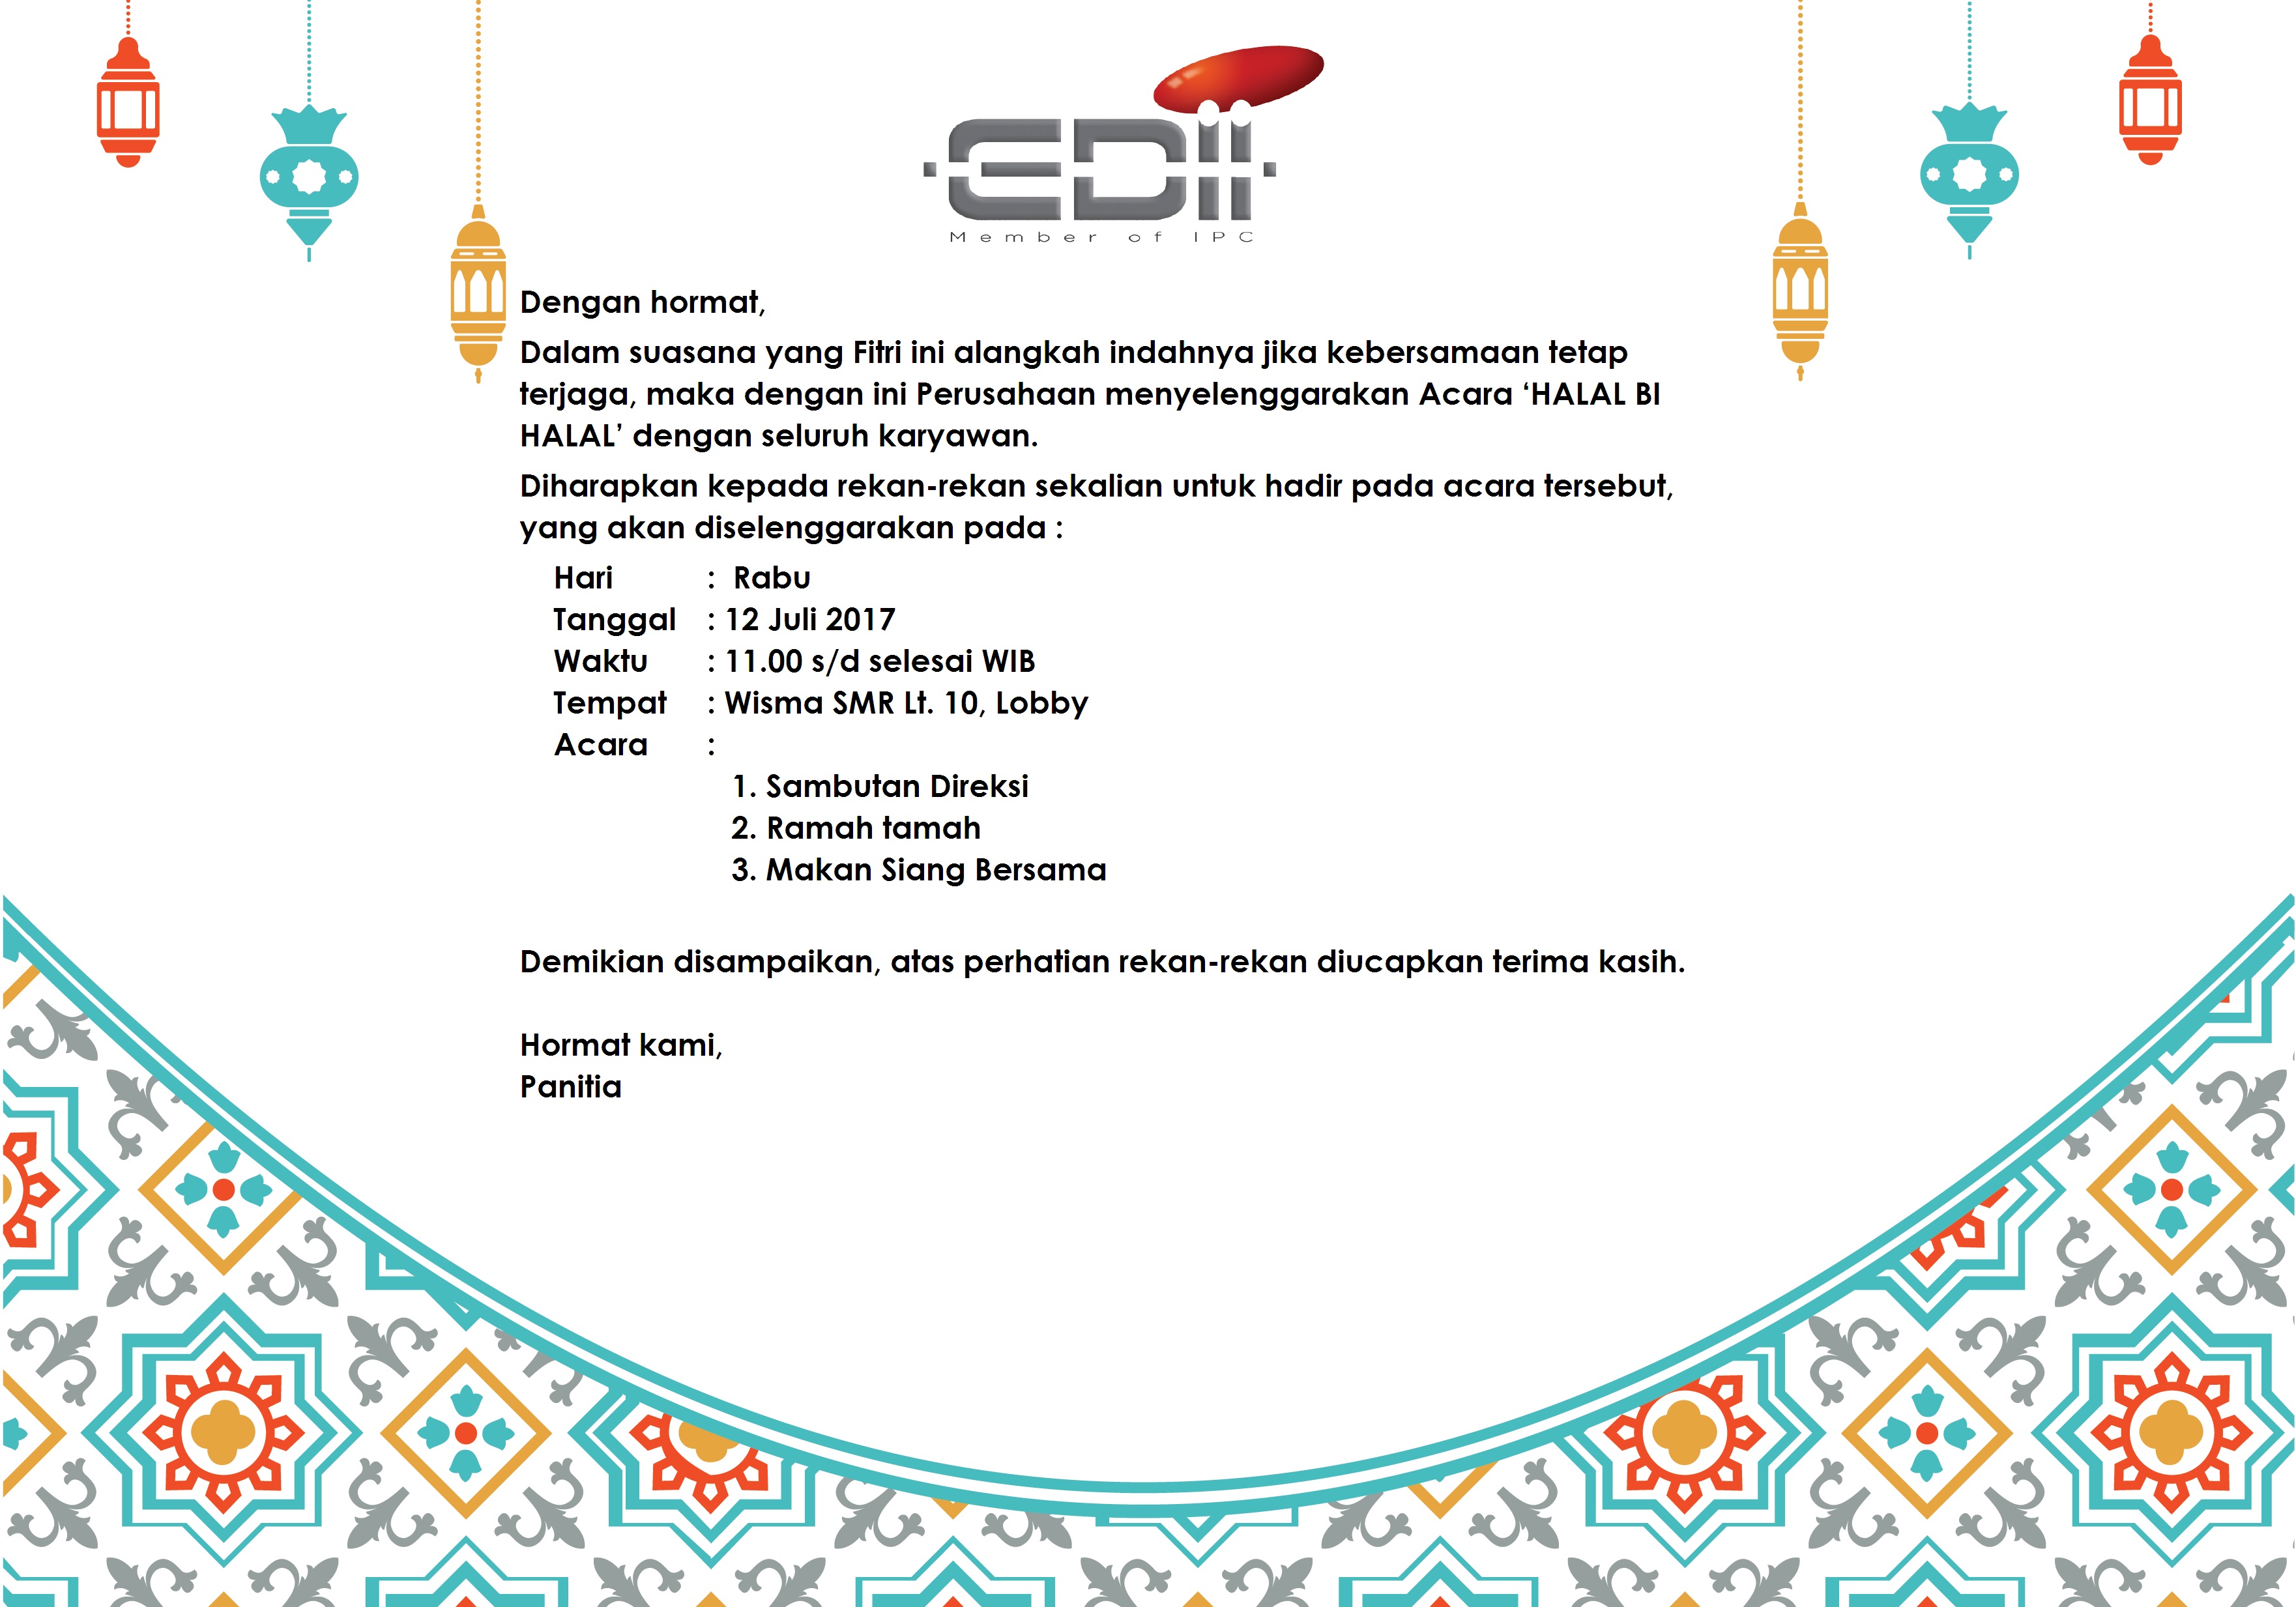 EDII
Member of IPC
Dengan hormat,
Dalam suasana yang Fitri ini alangkah indahnya jika kebersamaan tetap
terjaga, maka dengan ini Perusahaan menyelenggarakan Acara ‘HALAL BI
HALAL’ dengan seluruh karyawan.
Diharapkan kepada rekan-rekan sekalian untuk hadir pada acara tersebut,
yang akan diselenggarakan pada :
Hari : Rabu
Tanggal : 12 Juli 2017
Waktu : 11.00 s/d selesai WIB
Tempat : Wisma SMR Lt. 10, Lobby
Acara :
1. Sambutan Direksi
2. Ramah tamah
3. Makan Siang Bersama
Demikian disampaikan, atas perhatian rekan-rekan diucapkan terima kasih.
Hormat kami,
Panitia